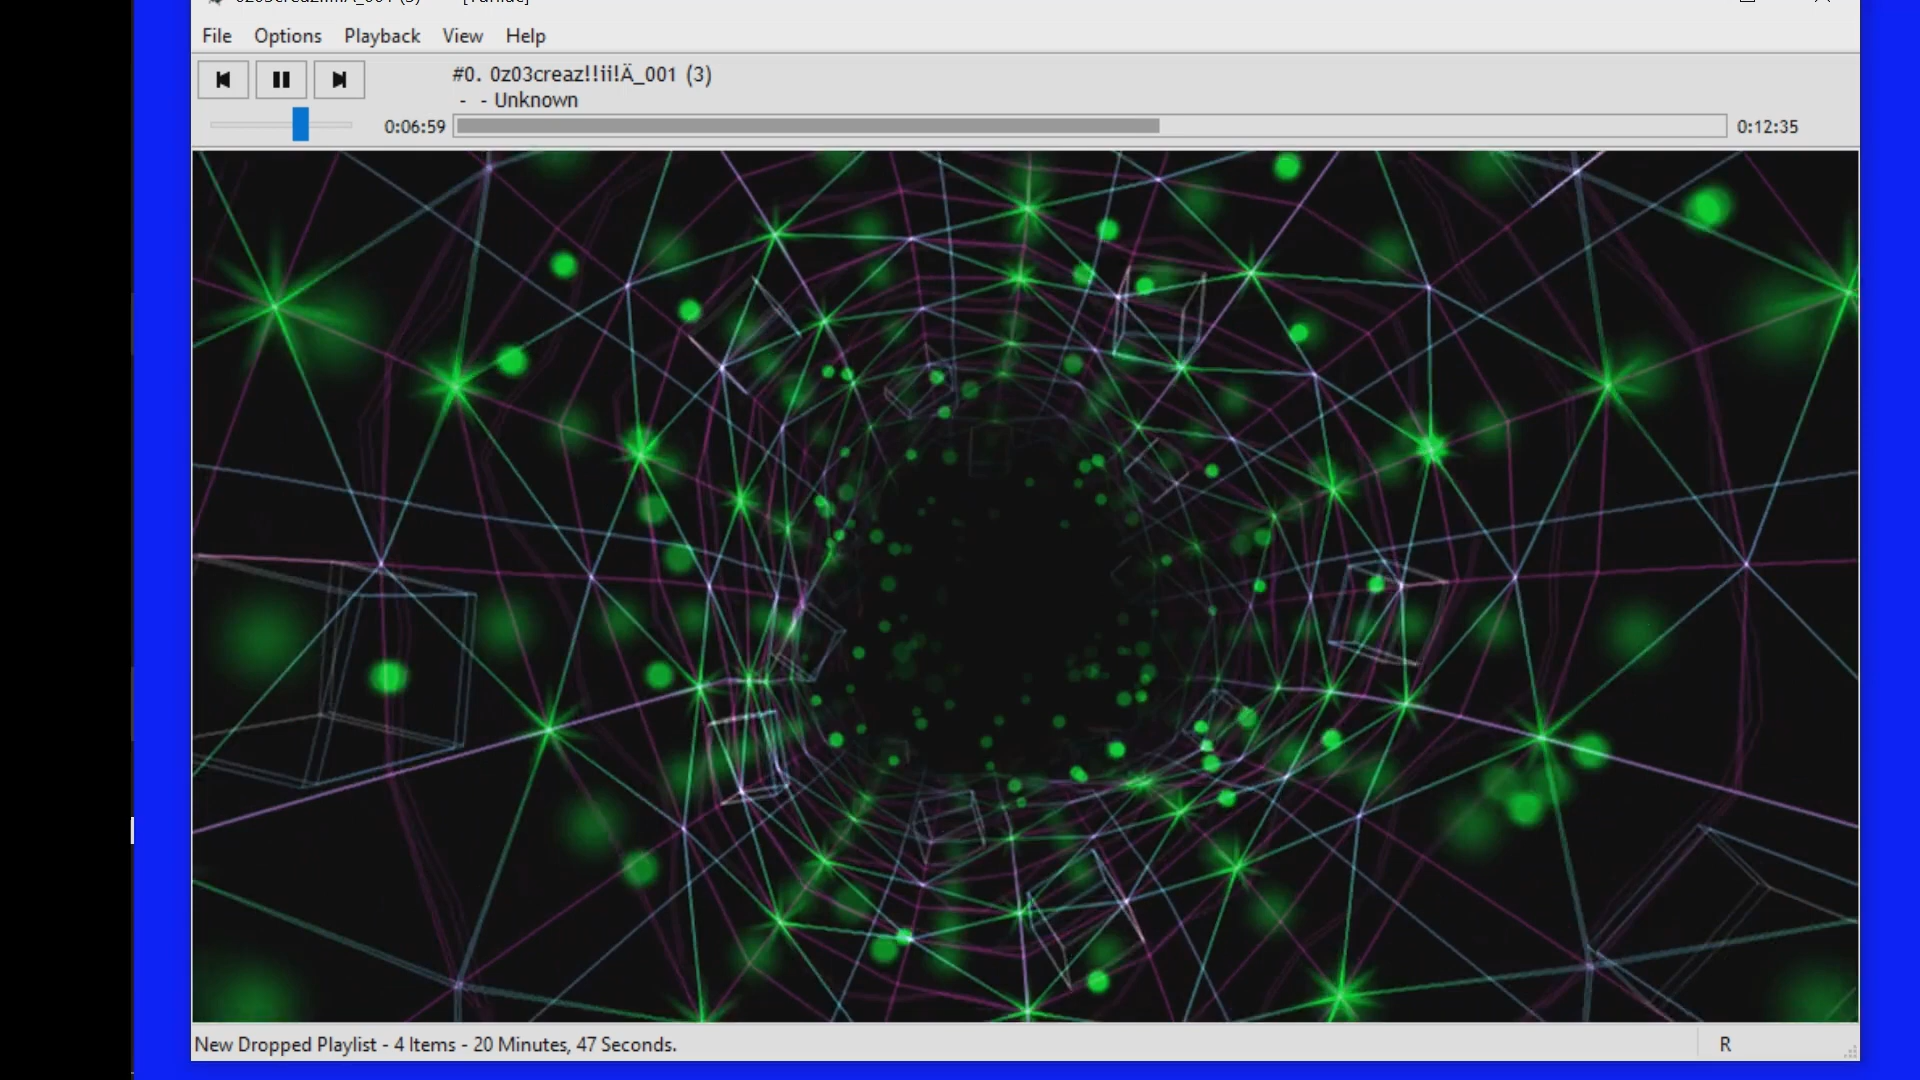 File Options Playback View Help
#0. 0z03creaz!!ii!Ä_001 (3)
- - Unknown
0:06:59
0:12:35
New Dropped Playlist - 4 Items - 20 Minutes, 47 Seconds.
R